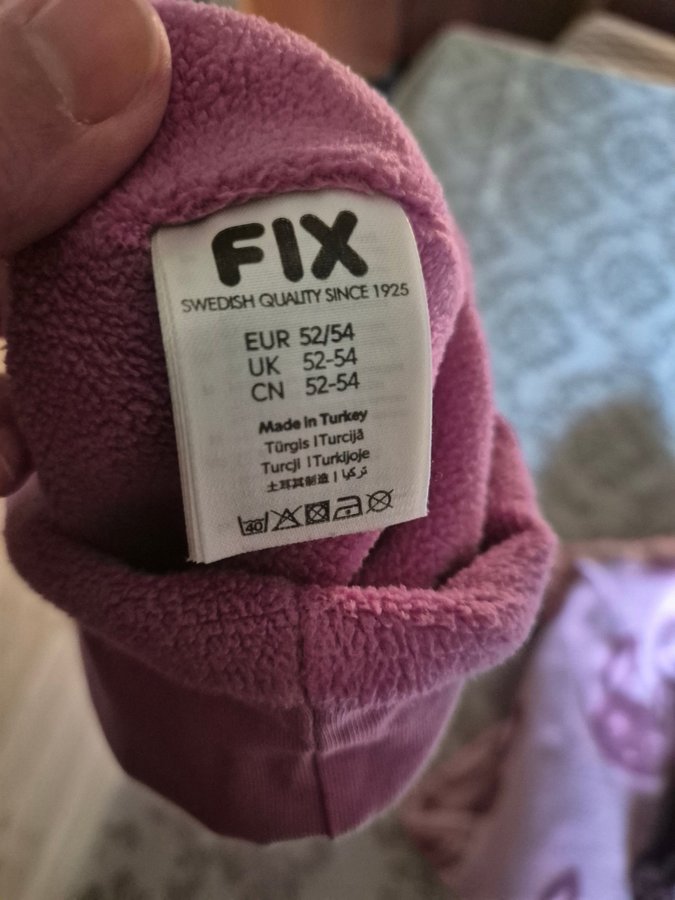 FIX
SWEDISH QUALITY SINCE 1925
EUR 52/54
UK 52-54
CN 52-54
Made in Turkey
Türgis | Turcijā
Turcji | Turkijoje
土耳其制造 | تركيا
40